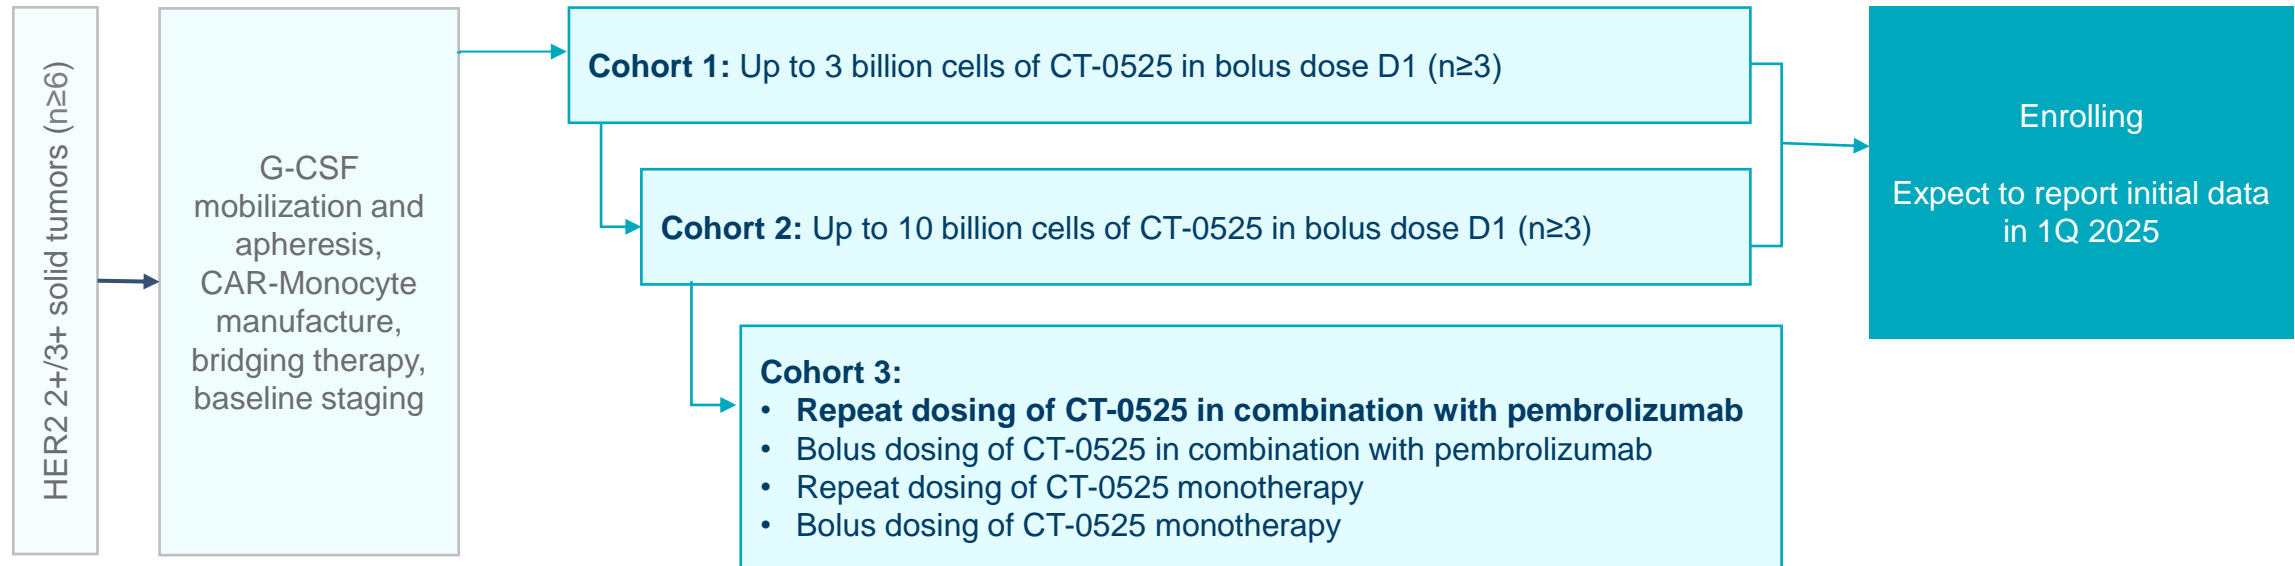 HER2 2+/3+ solid tumors (n≥6)
G-CSF
mobilization and
apheresis,
CAR-Monocyte
manufacture,
bridging therapy,
baseline staging
Cohort 1: Up to 3 billion cells of CT-0525 in bolus dose D1 (n≥3)
Cohort 2: Up to 10 billion cells of CT-0525 in bolus dose D1 (n≥3)
Cohort 3:
• Repeat dosing of CT-0525 in combination with pembrolizumab
• Bolus dosing of CT-0525 in combination with pembrolizumab
• Repeat dosing of CT-0525 monotherapy
• Bolus dosing of CT-0525 monotherapy
Enrolling
Expect to report initial data
in 1Q 2025